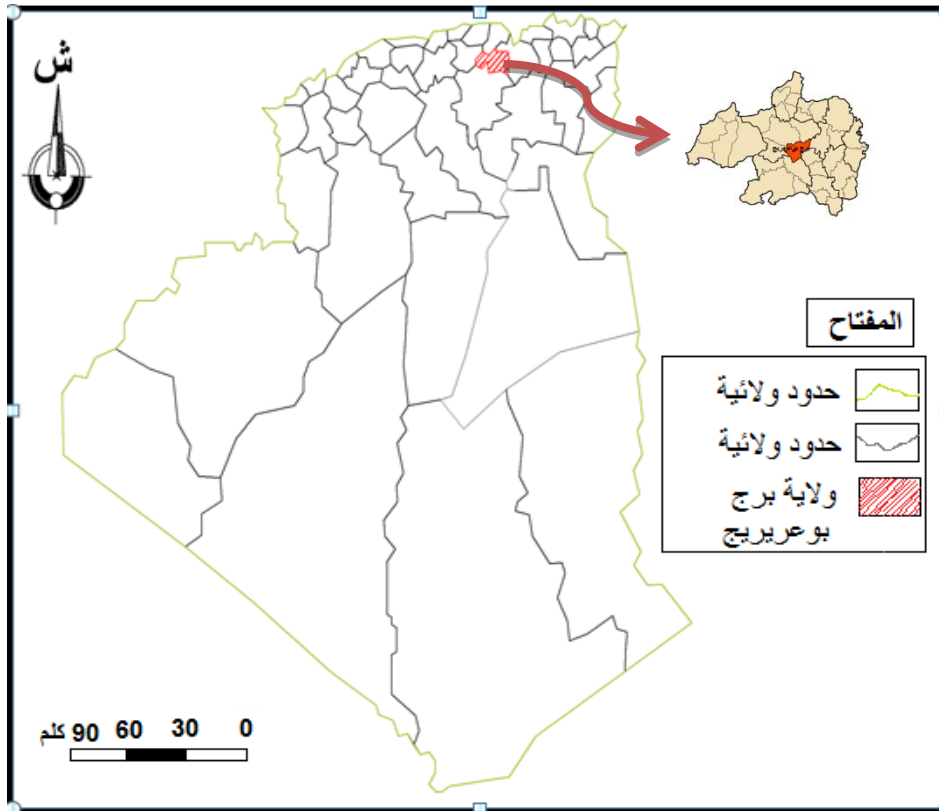 ش
المفتاح
حدود ولائية
حدود ولائية
ولاية برج
بوعريريج
0 30 60 90 كلم